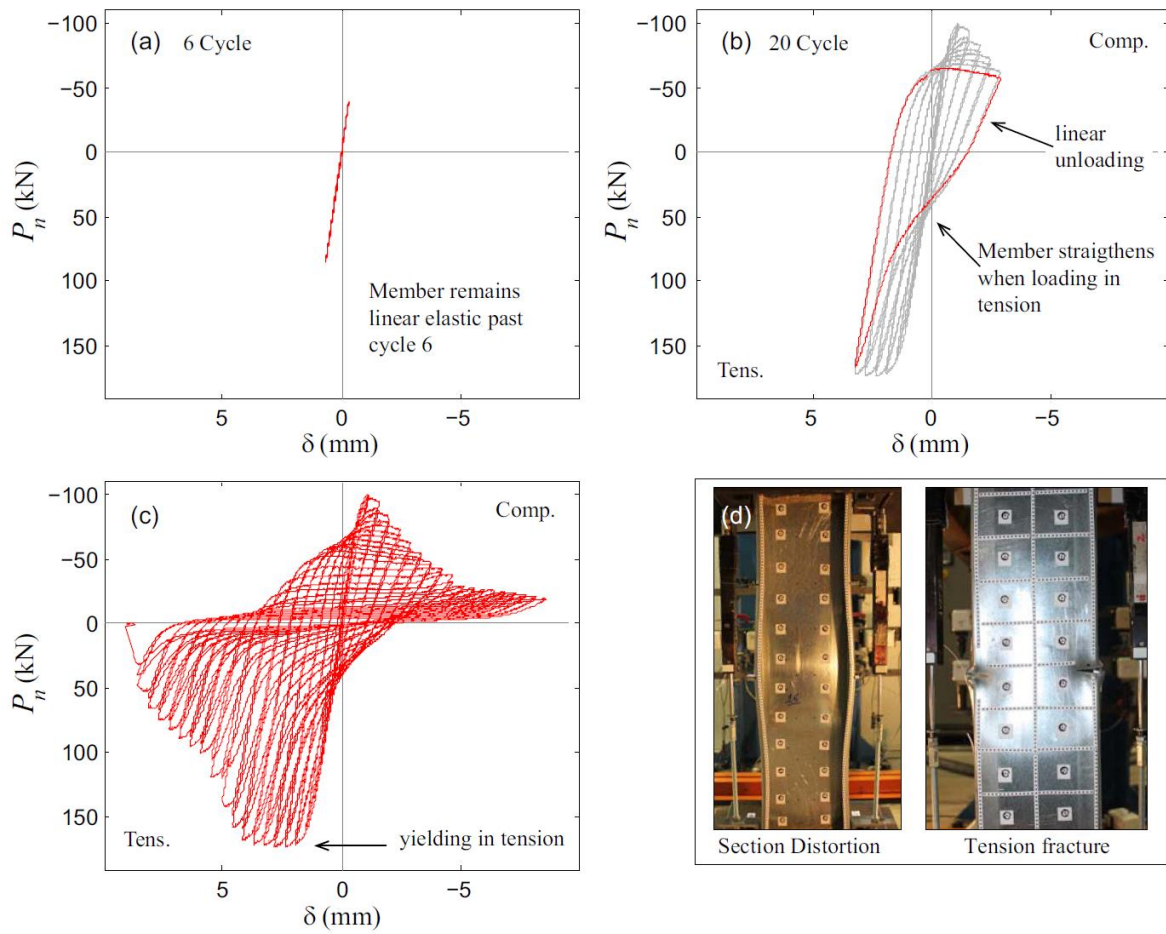 (a) 6 Cycle
-100
-50
0
50
100
150
5 0 -5
P_n (kN)
δ (mm)
Member remains
linear elastic past
cycle 6
(b) 20 Cycle
Comp.
-100
-50
0
50
100
150
5 0 -5
P_n (kN)
δ (mm)
linear
unloading
Member straigthens
when loading in
tension
Tens.
(c)
Comp.
-100
-50
0
50
100
150
5 0 -5
P_n (kN)
δ (mm)
Tens.
yielding in tension
(d)
Section Distortion
Tension fracture